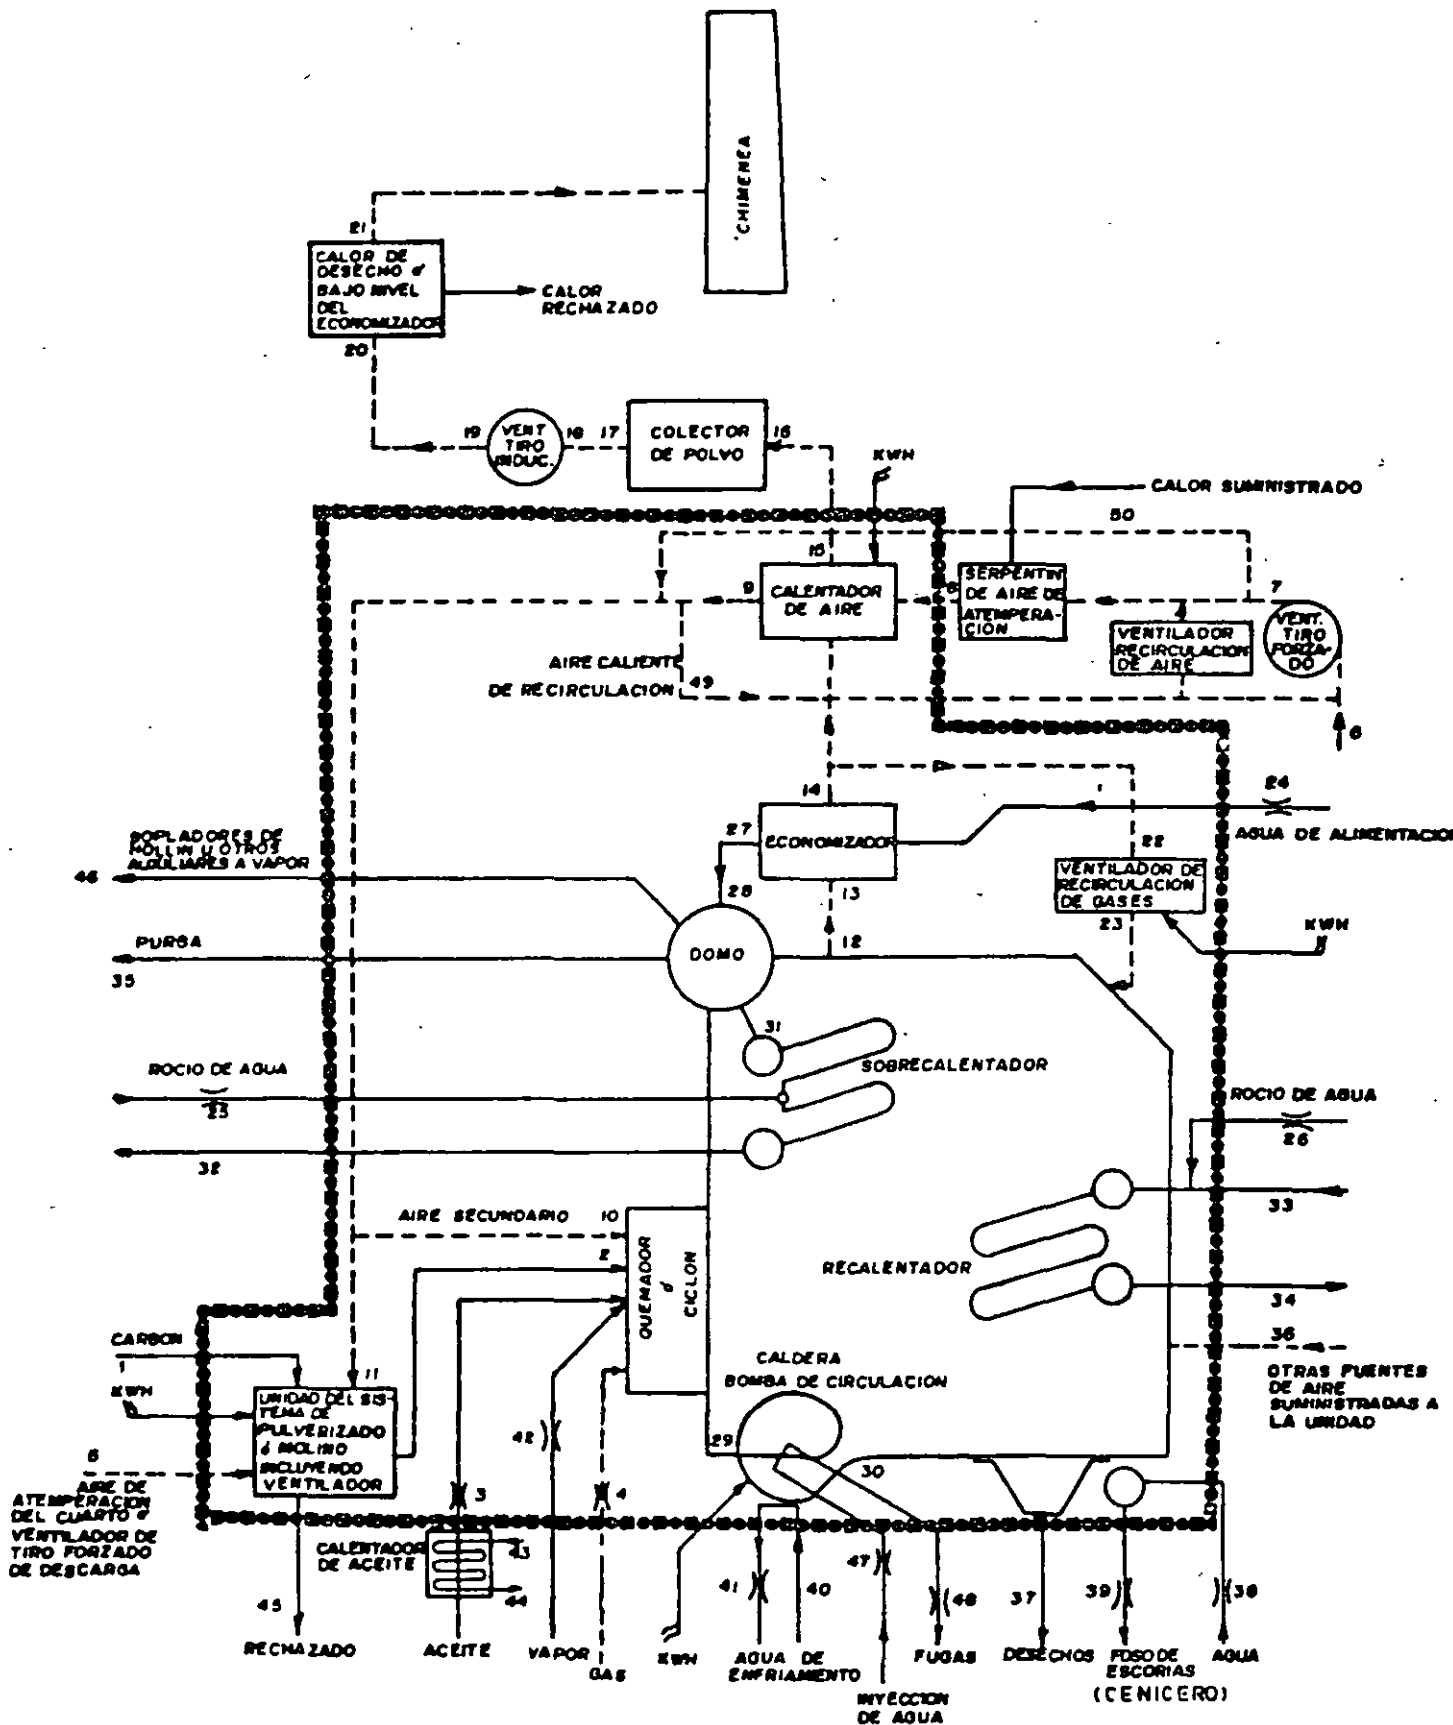 CHIMENEA
21
CALOR DE
DESECHO ó
BAJO NIVEL
DEL
ECONOMIZADOR
CALOR
RECHAZADO
20
19
VENT
TIRO
INDUC.
18
17
COLECTOR
DE POLVO
16
KWH
CALOR SUMINISTRADO
50
15
9
CALENTADOR
DE AIRE
8
SERPENTIN
DE AIRE DE
ATEMPERA-
CION
7
VENT.
TIRO
FORZA-
DO
VENTILADOR
RECIRCULACION
DE AIRE
AIRE CALIENTE
DE RECIRCULACION
49
6
14
24
AGUA DE ALIMENTACION
27
ECONOMIZADOR
22
SOPLADORES DE
HOLLIN U OTROS
AUXILIARES A VAPOR
46
28
13
VENTILADOR DE
RECIRCULACION
DE GASES
23
KWH
PURGA
35
DOMO
12
31
SOBRECALENTADOR
ROCIO DE AGUA
25
ROCIO DE AGUA
26
32
33
AIRE SECUNDARIO
10
2
QUEMADOR
ó
CICLON
RECALENTADOR
34
36
OTRAS FUENTES
DE AIRE
SUMINISTRADAS A
LA UNIDAD
CARBON
1
KWH
11
UNIDAD DEL SIS-
TEMA DE
PULVERIZADO
ó MOLINO
INCLUYENDO
VENTILADOR
CALDERA
BOMBA DE CIRCULACION
29
30
42
3
4
AIRE DE
ATEMPERACION
DEL CUARTO ó
VENTILADOR DE
TIRO FORZADO
DE DESCARGA
CALENTADOR
DE ACEITE
43
44
45
41
40
47
48
37
39
38
RECHAZADO
ACEITE
VAPOR
GAS
KWH
AGUA DE
ENFRIAMIENTO
INYECCION
DE AGUA
FUGAS
DESECHOS
FOSO DE
ESCORIAS
(CENICERO)
AGUA